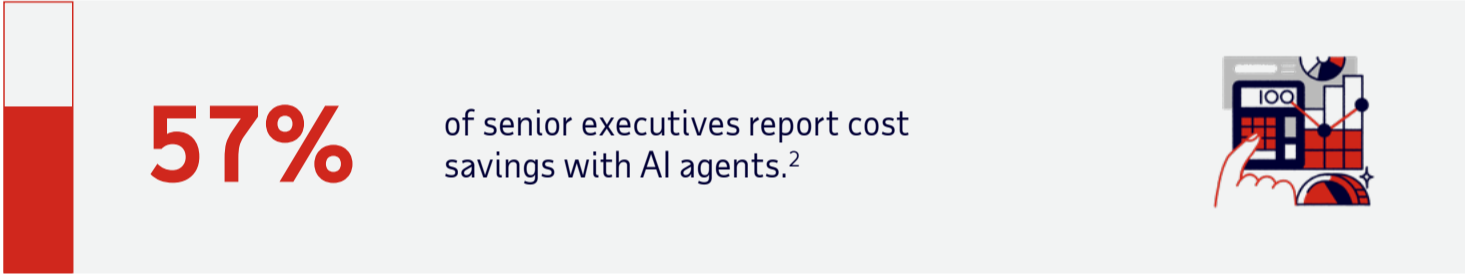 57%
of senior executives report cost
savings with AI agents.²
100